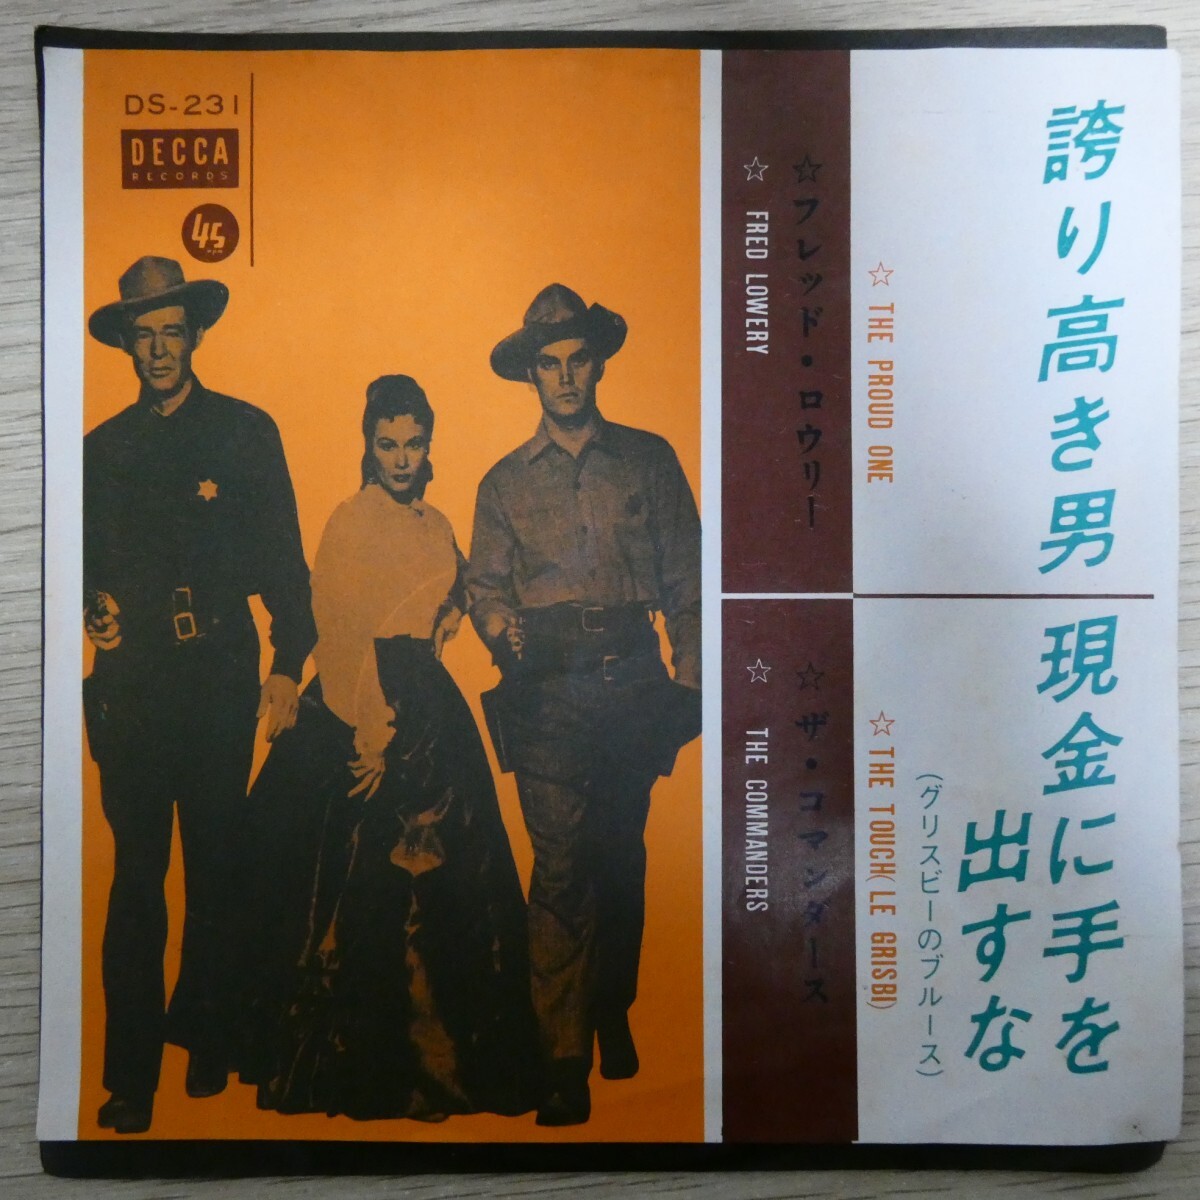 DS-231
DECCA
RECORDS
45
rpm
誇り高き男
☆ THE PROUD ONE
☆フレッド・ロウリー
☆ FRED LOWERY
現金に手を
出すな
(グリスビーのブルース)
☆ THE TOUCH(LE GRISBI)
☆ザ・コマンダース
☆ THE COMMANDERS